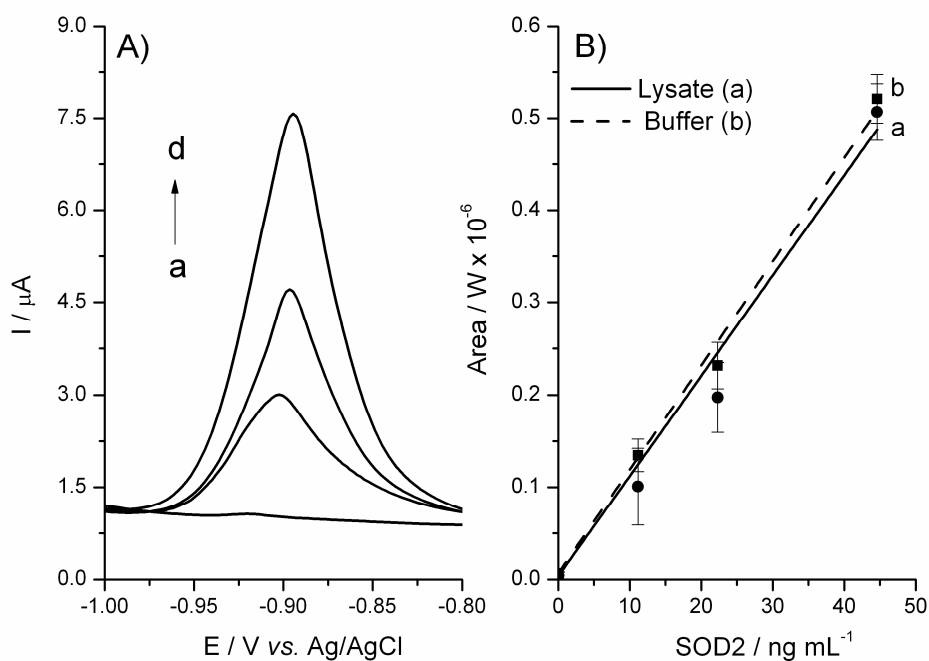 A)
9.0
7.5
6.0
4.5
3.0
1.5
0.0
I / μA
d
a
-1.00
-0.95
-0.90
-0.85
-0.80
E / V vs. Ag/AgCl
B)
0.6
0.5
0.4
0.3
0.2
0.1
0.0
Area / W x 10⁻⁶
Lysate (a)
Buffer (b)
b
a
0
10
20
30
40
50
SOD2 / ng mL⁻¹